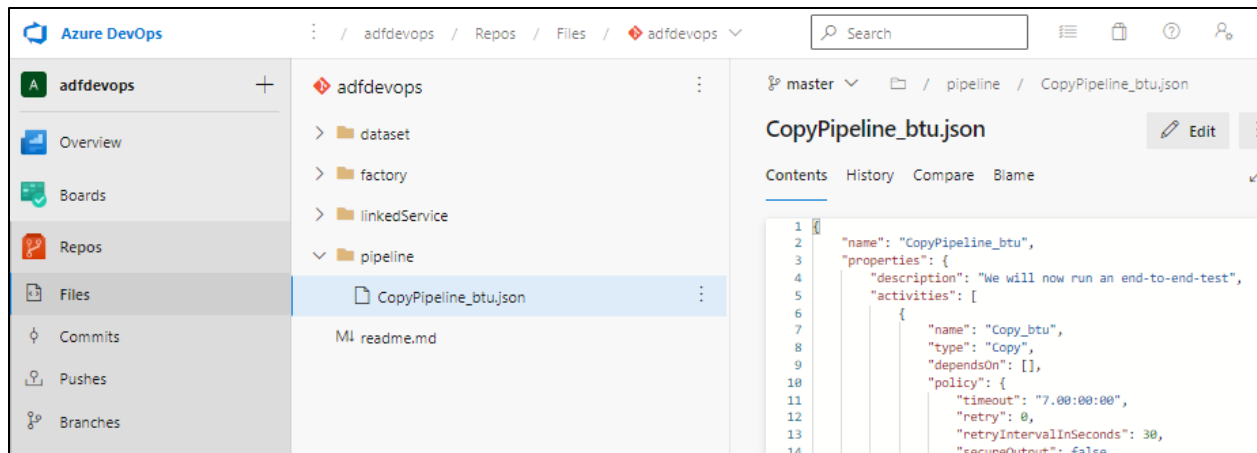 Azure DevOps
/ adfdevops / Repos / Files / adfdevops
Search
A adfdevops
Overview
Boards
Repos
Files
Commits
Pushes
Branches
adfdevops
dataset
factory
linkedService
pipeline
CopyPipeline_btu.json
M↓ readme.md
master / pipeline / CopyPipeline_btu.json
CopyPipeline_btu.json
Edit
Contents History Compare Blame
1 {
2 "name": "CopyPipeline_btu",
3 "properties": {
4 "description": "We will now run an end-to-end-test",
5 "activities": [
6 {
7 "name": "Copy_btu",
8 "type": "Copy",
9 "dependsOn": [],
10 "policy": {
11 "timeout": "7.00:00:00",
12 "retry": 0,
13 "retryIntervalInSeconds": 30,
14 "secureOutput": false